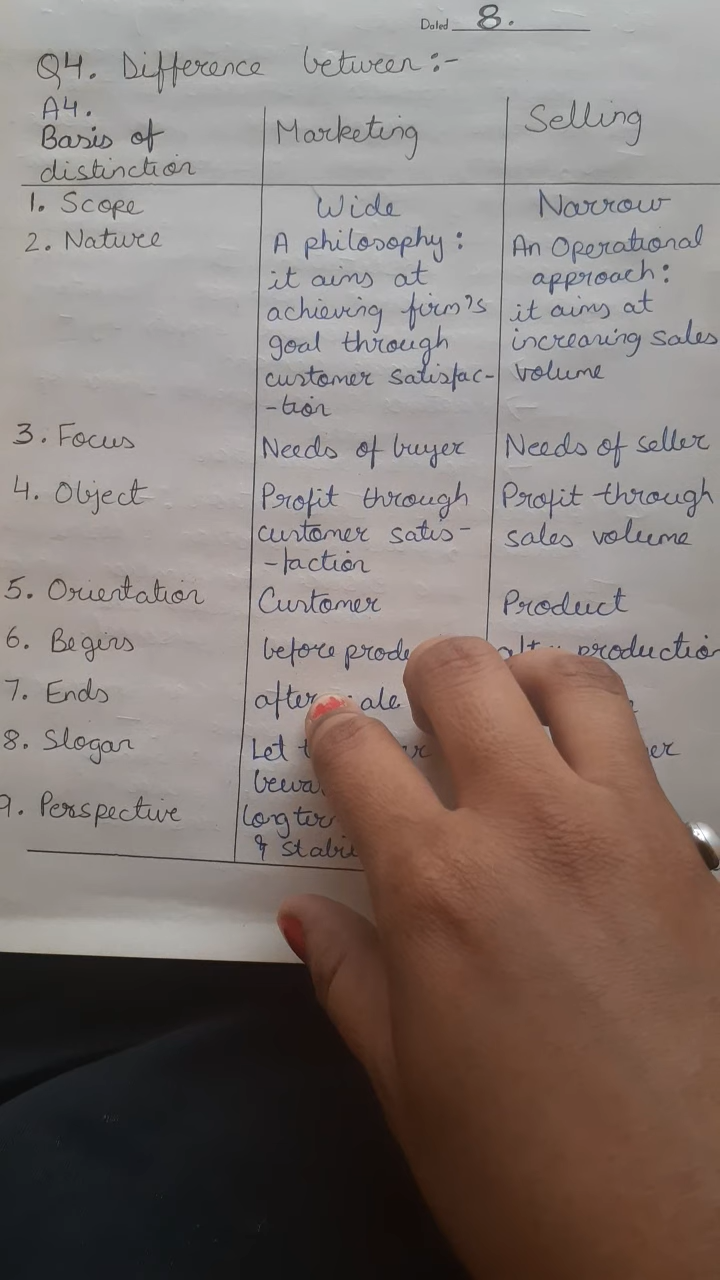 Dated 8.
Q4. Difference between :-
A4.
Basis of distinction
Marketing
Selling
1. Scope
Wide
Narrow
2. Nature
A philosophy :
it aims at
achieving firm's
goal through
customer satisfac-
-tion
An Operational
approach:
it aims at
increasing sales
volume
3. Focus
Needs of buyer
Needs of seller
4. Object
Profit through
customer satis-
-faction
Profit through
sales volume
5. Orientation
Customer
Product
6. Begins
before
production
7. Ends
after
8. Slogan
Let
9. Perspective
&